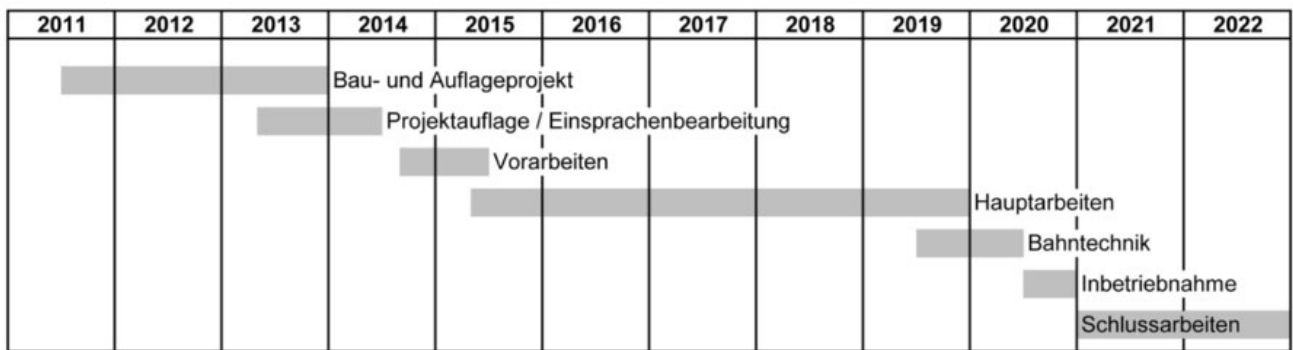 2011 2012 2013 2014 2015 2016 2017 2018 2019 2020 2021 2022
Bau- und Auflageprojekt
Projektauflage / Einsprachenbearbeitung
Vorarbeiten
Hauptarbeiten
Bahntechnik
Inbetriebnahme
Schlussarbeiten